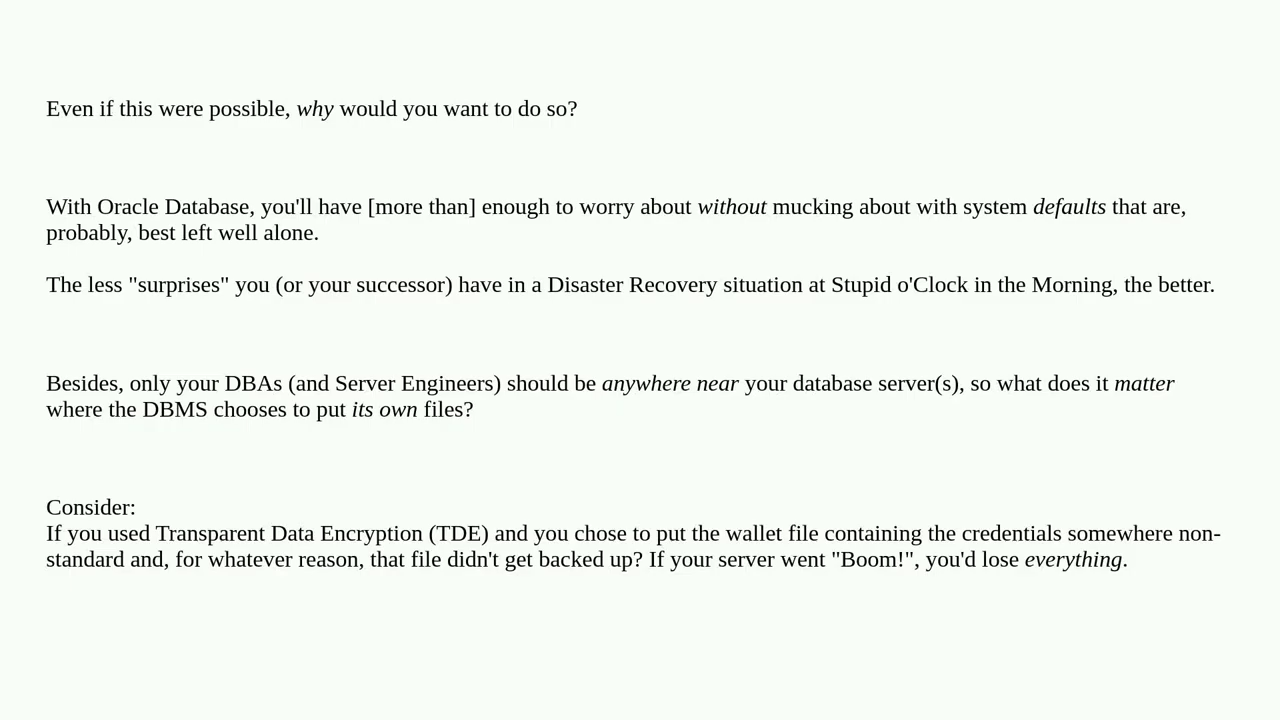 Even if this were possible, why would you want to do so?
With Oracle Database, you'll have [more than] enough to worry about without mucking about with system defaults that are,
probably, best left well alone.
The less "surprises" you (or your successor) have in a Disaster Recovery situation at Stupid o'Clock in the Morning, the better.
Besides, only your DBAs (and Server Engineers) should be anywhere near your database server(s), so what does it matter
where the DBMS chooses to put its own files?
Consider:
If you used Transparent Data Encryption (TDE) and you chose to put the wallet file containing the credentials somewhere non-
standard and, for whatever reason, that file didn't get backed up? If your server went "Boom!", you'd lose everything.